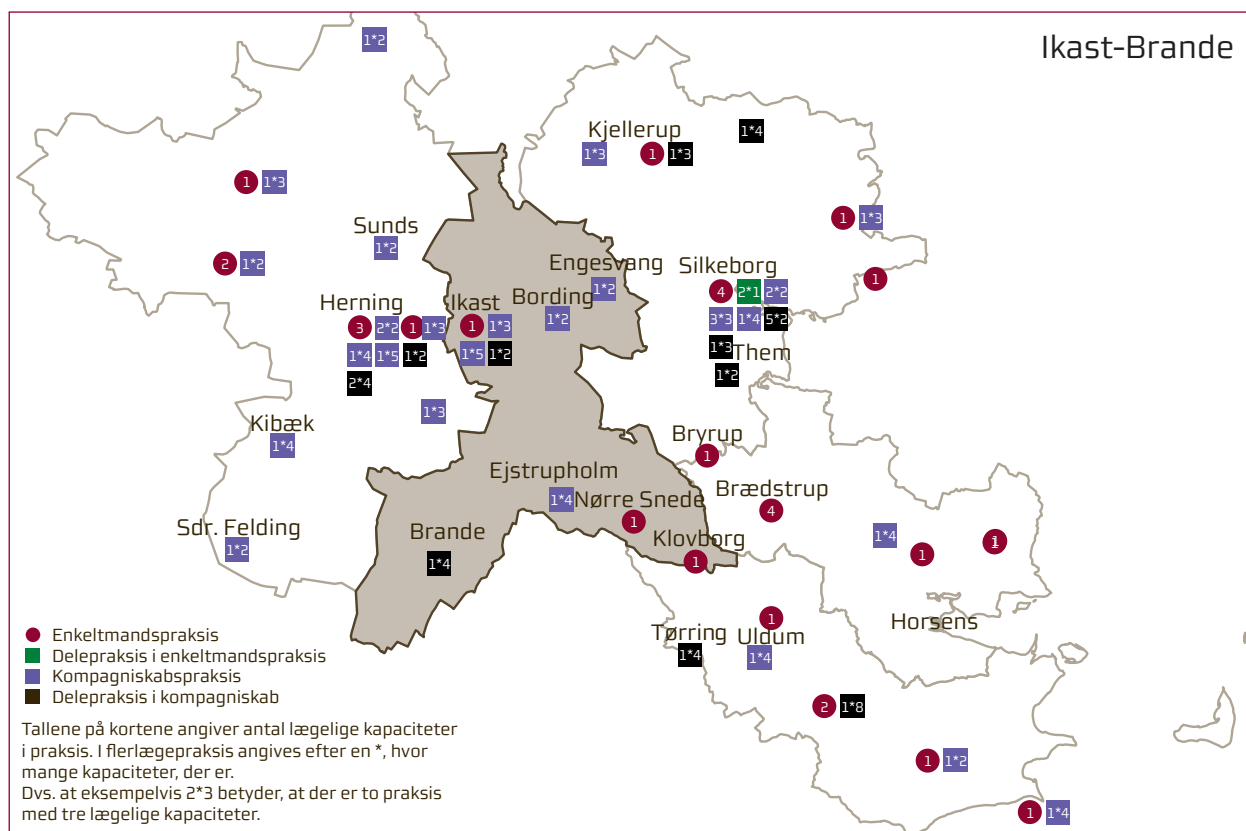 Ikast-Brande
1*2
Kjellerup
1*4
1*3 1 1*3
1 1*3
Sunds
1*2
1 1*3
2 1*2
Engesvang
1*2
Silkeborg
1
4 2*1 2*2
3*3 1*4 5*2
1*3
Them
1*2
Herning
3 2*2 1 1*3
1*4 1*5 1*2
2*4
Ikast
1 1*3
1*5 1*2
Bording
1*2
1*3
Kibæk
1*4
Bryrup
1
Ejstrupholm
1*4
Nørre Snede
1
Brædstrup
4
Sdr. Felding
1*2
Brande
1*4
Klovborg
1
1*4
1
1
Horsens
1
Tørring
1*4
Uldum
1*4
2 1*8
1 1*2
1 1*4
Enkeltmandspraksis
Delepraksis i enkeltmandspraksis
Kompagniskabspraksis
Delepraksis i kompagniskab
Tallene på kortene angiver antal lægelige kapaciteter
i praksis. I flerlægepraksis angives efter en *, hvor
mange kapaciteter, der er.
Dvs. at eksempelvis 2*3 betyder, at der er to praksis
med tre lægelige kapaciteter.